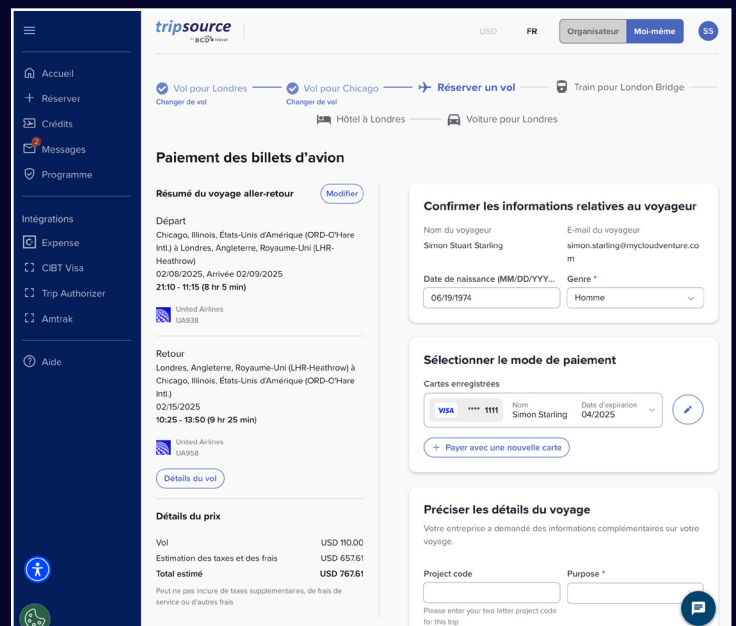 tripsource
by BCD travel
USD
FR
Organisateur
Moi-même
SS
Accueil
Réserver
Crédits
2
Messages
Programme
Intégrations
Expense
CIBT Visa
Trip Authorizer
Amtrak
Aide
Vol pour Londres
Changer de vol
Vol pour Chicago
Changer de vol
Réserver un vol
Train pour London Bridge
Hôtel à Londres
Voiture pour Londres
Paiement des billets d'avion
Résumé du voyage aller-retour
Modifier
Départ
Chicago, Illinois, États-Unis d'Amérique (ORD-O'Hare
Intl.) à Londres, Angleterre, Royaume-Uni (LHR-
Heathrow)
02/08/2025, Arrivée 02/09/2025
21:10 - 11:15 (8 hr 5 min)
United Airlines
UA938
Retour
Londres, Angleterre, Royaume-Uni (LHR-Heathrow) à
Chicago, Illinois, États-Unis d'Amérique (ORD-O'Hare
Intl.)
02/15/2025
10:25 - 13:50 (9 hr 25 min)
United Airlines
UA958
Détails du vol
Détails du prix
Vol USD 110.00
Estimation des taxes et des frais USD 657.61
Total estimé USD 767.61
Peut ne pas inclure de taxes supplémentaires, de frais de
service ou d'autres frais
Confirmer les informations relatives au voyageur
Nom du voyageur
Simon Stuart Starling
E-mail du voyageur
simon.starling@mycloudventure.co
m
Date de naissance (MM/DD/YYY...
06/19/1974
Genre *
Homme
Sélectionner le mode de paiement
Cartes enregistrées
VISA **** 1111
Nom
Simon Starling
Date d'expiration
04/2025
+ Payer avec une nouvelle carte
Préciser les détails du voyage
Votre entreprise a demandé des informations complémentaires sur votre
voyage.
Project code
Purpose *
Please enter your two letter project code
for this trip